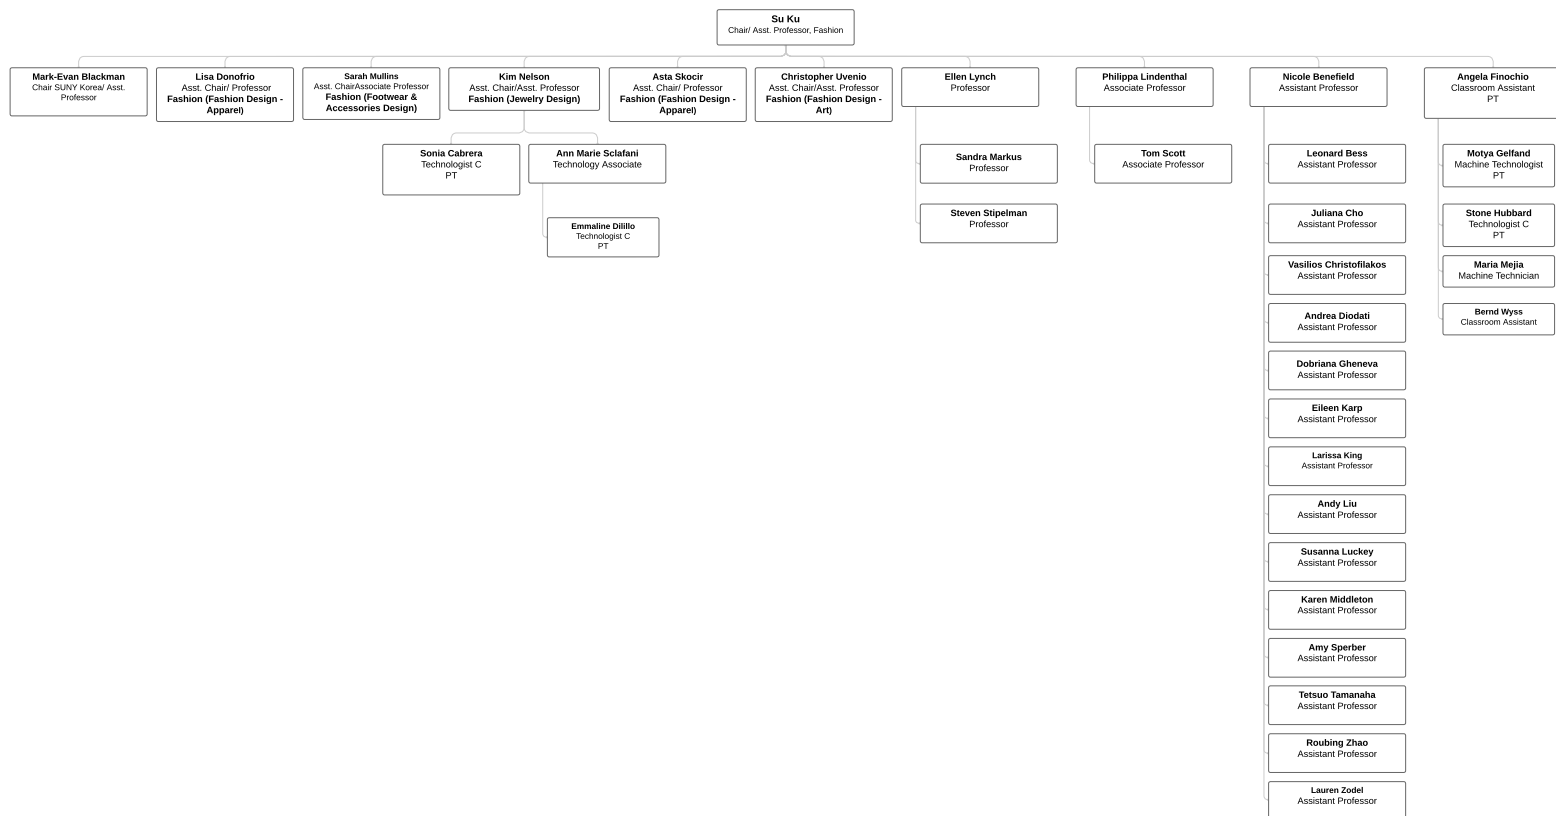 Su Ku
Chair/ Asst. Professor, Fashion
Mark-Evan Blackman
Chair SUNY Korea/ Asst.
Professor
Lisa Donofrio
Asst. Chair/ Professor
Fashion (Fashion Design -
Apparel)
Sarah Mullins
Asst. ChairAssociate Professor
Fashion (Footwear &
Accessories Design)
Kim Nelson
Asst. Chair/Asst. Professor
Fashion (Jewelry Design)
Asta Skocir
Asst. Chair/ Professor
Fashion (Fashion Design -
Apparel)
Christopher Uvenio
Asst. Chair/Asst. Professor
Fashion (Fashion Design -
Art)
Ellen Lynch
Professor
Philippa Lindenthal
Associate Professor
Nicole Benefield
Assistant Professor
Angela Finochio
Classroom Assistant
PT
Sonia Cabrera
Technologist C
PT
Ann Marie Sclafani
Technology Associate
Emmaline Dilillo
Technologist C
PT
Sandra Markus
Professor
Steven Stipelman
Professor
Tom Scott
Associate Professor
Leonard Bess
Assistant Professor
Juliana Cho
Assistant Professor
Vasilios Christofilakos
Assistant Professor
Andrea Diodati
Assistant Professor
Dobriana Gheneva
Assistant Professor
Eileen Karp
Assistant Professor
Larissa King
Assistant Professor
Andy Liu
Assistant Professor
Susanna Luckey
Assistant Professor
Karen Middleton
Assistant Professor
Amy Sperber
Assistant Professor
Tetsuo Tamanaha
Assistant Professor
Roubing Zhao
Assistant Professor
Lauren Zodel
Assistant Professor
Motya Gelfand
Machine Technologist
PT
Stone Hubbard
Technologist C
PT
Maria Mejia
Machine Technician
Bernd Wyss
Classroom Assistant